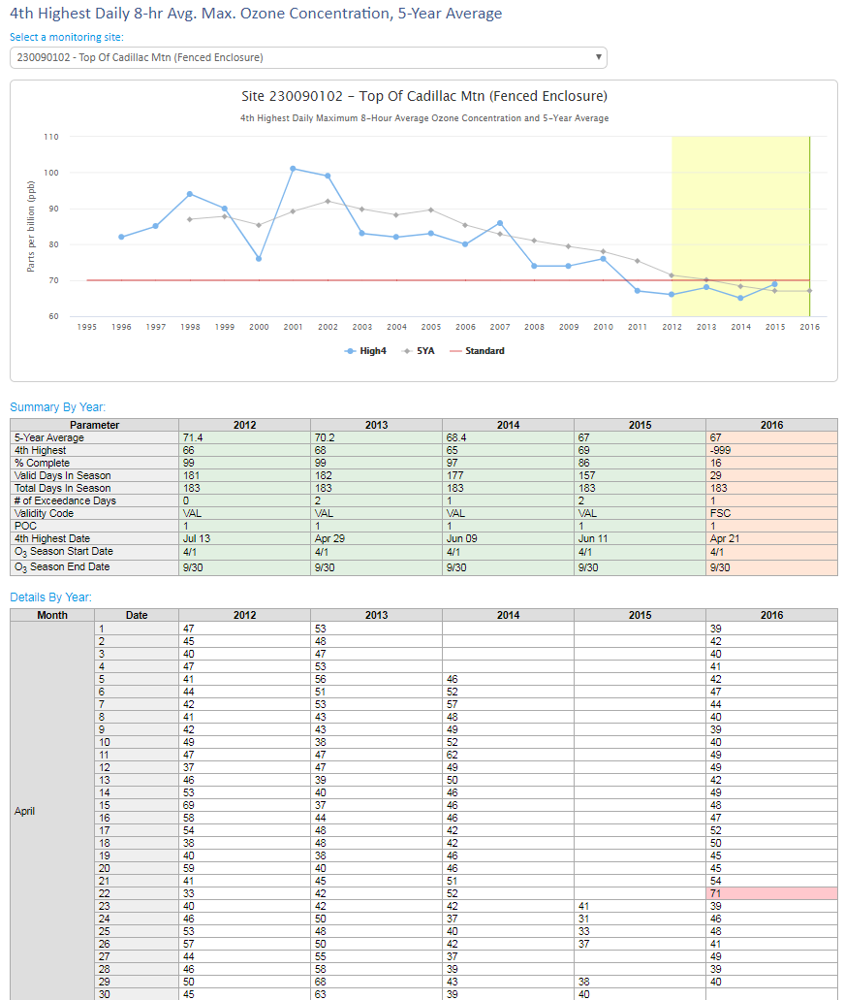 4th Highest Daily 8-hr Avg. Max. Ozone Concentration, 5-Year Average
Select a monitoring site:
230090102 - Top Of Cadillac Mtn (Fenced Enclosure)
Site 230090102 – Top Of Cadillac Mtn (Fenced Enclosure)
4th Highest Daily Maximum 8-Hour Average Ozone Concentration and 5-Year Average
Parts per billion (ppb)
110
100
90
80
70
60
1995 1996 1997 1998 1999 2000 2001 2002 2003 2004 2005 2006 2007 2008 2009 2010 2011 2012 2013 2014 2015 2016
High4 5YA Standard
Summary By Year:
Parameter 2012 2013 2014 2015 2016
5-Year Average 71.4 70.2 68.4 67 67
4th Highest 66 68 65 69 -999
% Complete 99 99 97 86 16
Valid Days In Season 181 182 177 157 29
Total Days In Season 183 183 183 183 183
# of Exceedance Days 0 2 1 2 1
Validity Code VAL VAL VAL VAL FSC
POC 1 1 1 1 1
4th Highest Date Jul 13 Apr 29 Jun 09 Jun 11 Apr 21
O3 Season Start Date 4/1 4/1 4/1 4/1 4/1
O3 Season End Date 9/30 9/30 9/30 9/30 9/30
Details By Year:
Month Date 2012 2013 2014 2015 2016
1 47 53 39
2 45 48 42
3 40 47 40
4 47 53 41
5 41 56 46 42
6 44 51 52 47
7 42 53 57 44
8 41 43 48 40
9 42 43 49 39
10 49 38 52 40
11 47 47 62 49
12 37 47 49 49
13 46 39 50 42
14 53 40 46 49
15 69 37 46 48
April
16 58 44 46 47
17 54 48 42 52
18 38 48 42 50
19 40 38 46 45
20 59 40 46 45
21 41 45 51 54
22 33 42 52 71
23 40 42 42 41 39
24 46 50 37 31 46
25 53 48 40 33 48
26 57 50 42 37 41
27 44 55 37 49
28 46 58 39 39
29 50 68 43 38 40
30 45 63 39 40